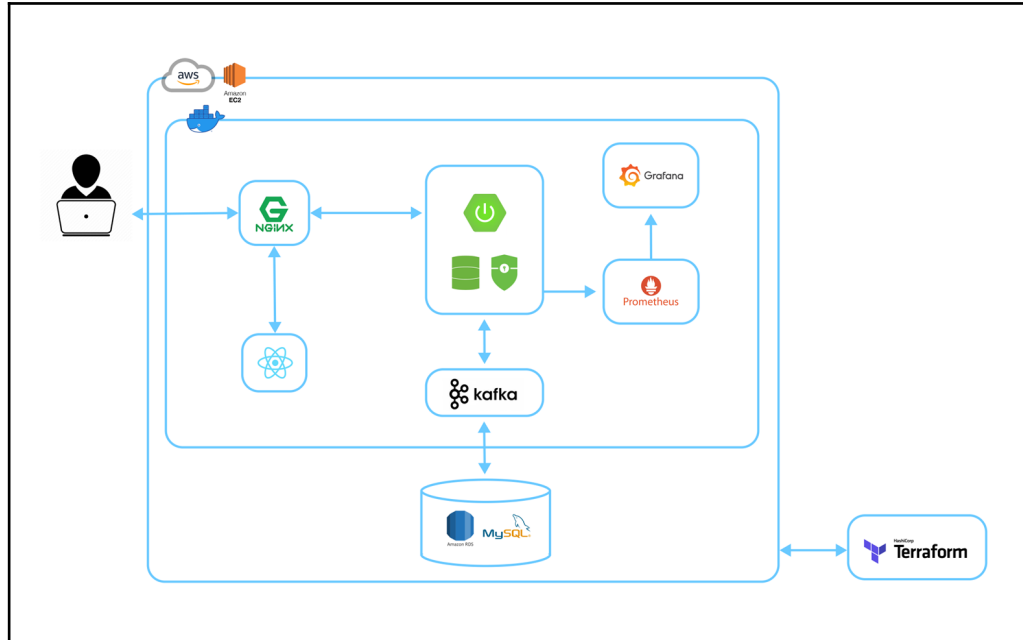 aws
Amazon
EC2
Grafana
NGINX
Prometheus
kafka
Amazon RDS
MySQL
HashiCorp
Terraform